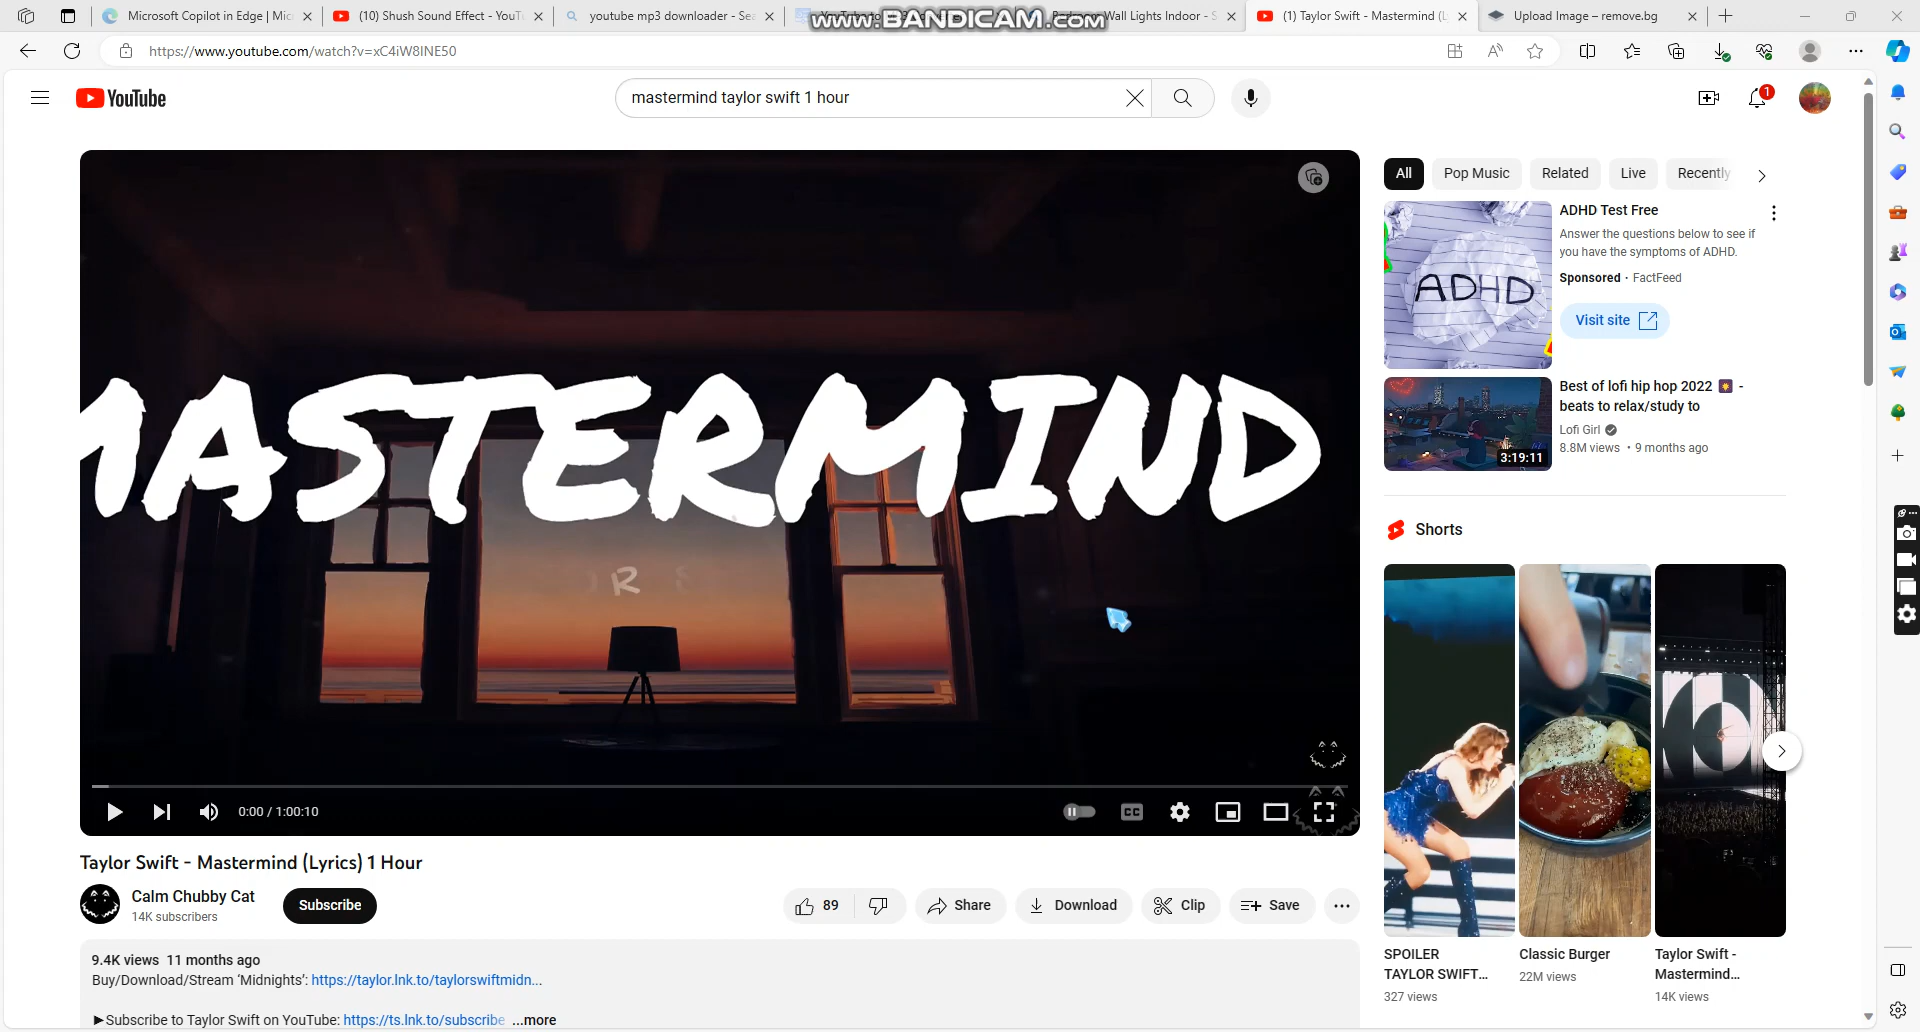 Microsoft Copilot in Edge | Mic
(10) Shush Sound Effect - YouT
youtube mp3 downloader - Sea
Wall Lights Indoor - S
(1) Taylor Swift - Mastermind (L
Upload Image – remove.bg
www.BANDICAM.com
https://www.youtube.com/watch?v=xC4iW8INE50
YouTube
mastermind taylor swift 1 hour
1
MASTERMIND
R S
0:00 / 1:00:10
CC
Taylor Swift - Mastermind (Lyrics) 1 Hour
Calm Chubby Cat
14K subscribers
Subscribe
89
Share
Download
Clip
Save
9.4K views 11 months ago
Buy/Download/Stream 'Midnights': https://taylor.lnk.to/taylorswiftmidn...
►Subscribe to Taylor Swift on YouTube: https://ts.lnk.to/subscribe ...more
All
Pop Music
Related
Live
Recently
ADHD
ADHD Test Free
Answer the questions below to see if
you have the symptoms of ADHD.
Sponsored · FactFeed
Visit site
3:19:11
Best of lofi hip hop 2022 -
beats to relax/study to
Lofi Girl
8.8M views • 9 months ago
Shorts
SPOILER
TAYLOR SWIFT...
327 views
Classic Burger
22M views
Taylor Swift -
Mastermind...
14K views